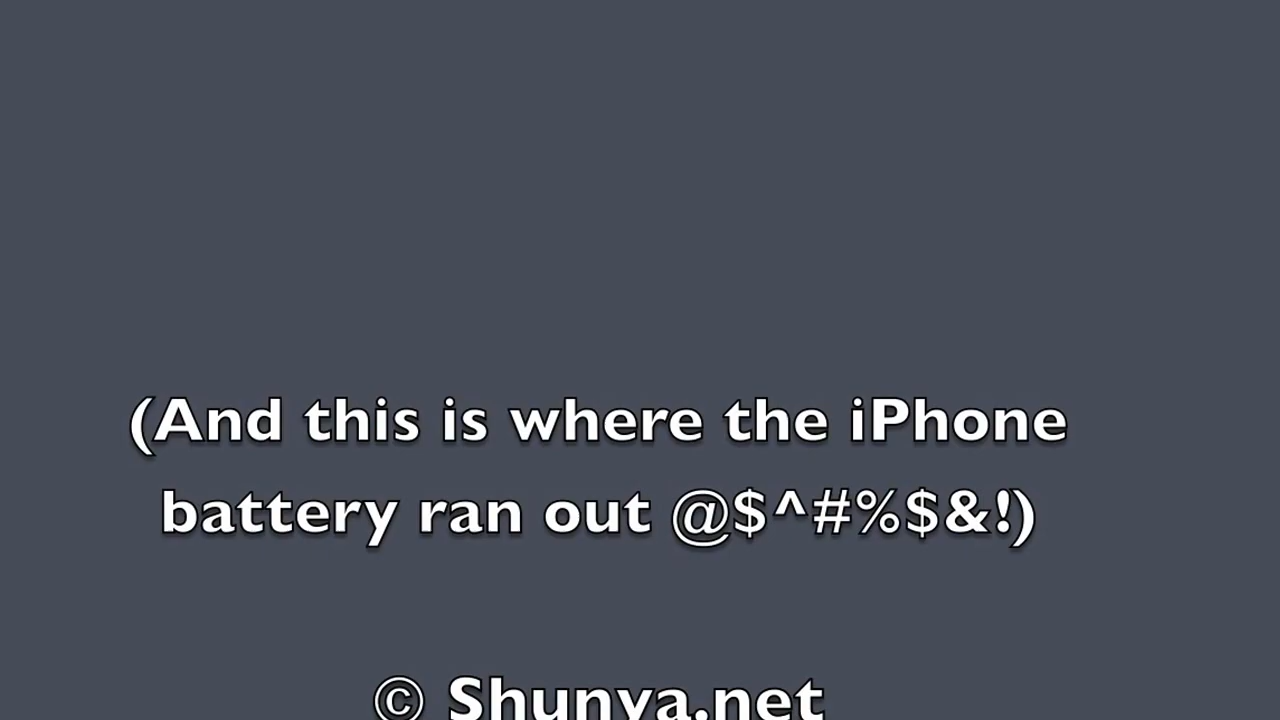 (And this is where the iPhone
battery ran out @$^#%$&!)
© Shunya.net